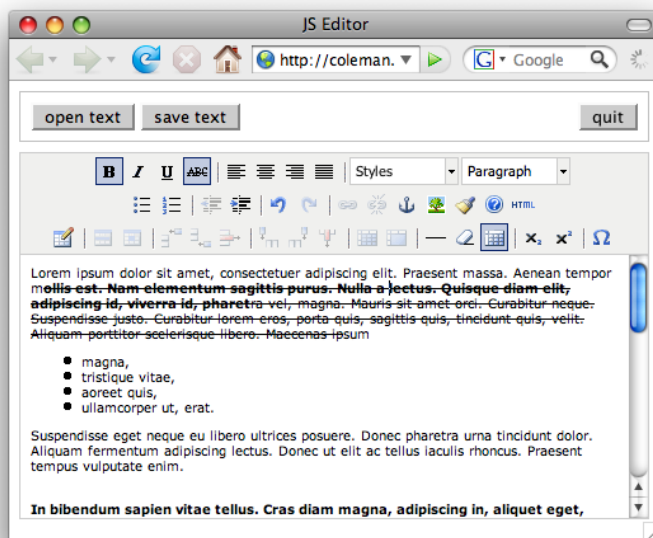 JS Editor
http://coleman.
G Google
open text save text quit
B I U ABC Styles Paragraph
HTML
x₂ x² Ω
Lorem ipsum dolor sit amet, consectetuer adipiscing elit. Praesent massa. Aenean tempor
mollis est. Nam elementum sagittis purus. Nulla a lectus. Quisque diam elit,
adipiscing id, viverra id, pharetra vel, magna. Mauris sit amet orci. Curabitur neque.
Suspendisse justo. Curabitur lorem eros, porta quis, sagittis quis, tincidunt quis, velit.
Aliquam porttitor scelerisque libero. Maecenas ipsum
magna,
tristique vitae,
aoreet quis,
ullamcorper ut, erat.
Suspendisse eget neque eu libero ultrices posuere. Donec pharetra urna tincidunt dolor.
Aliquam fermentum adipiscing lectus. Donec ut elit ac tellus iaculis rhoncus. Praesent
tempus vulputate enim.
In bibendum sapien vitae tellus. Cras diam magna, adipiscing in, aliquet eget,